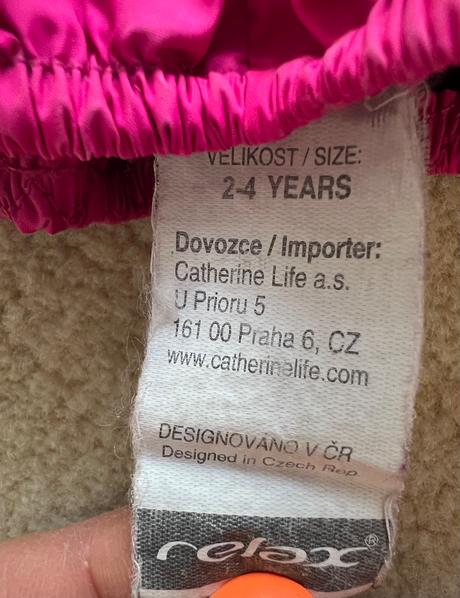 VELIKOST / SIZE:
2-4 YEARS
Dovozce / Importer:
Catherine Life a.s.
U Prioru 5
161 00 Praha 6, CZ
www.catherinelife.com
DESIGNOVÁNO V ČR
Designed in Czech Rep.
relax®